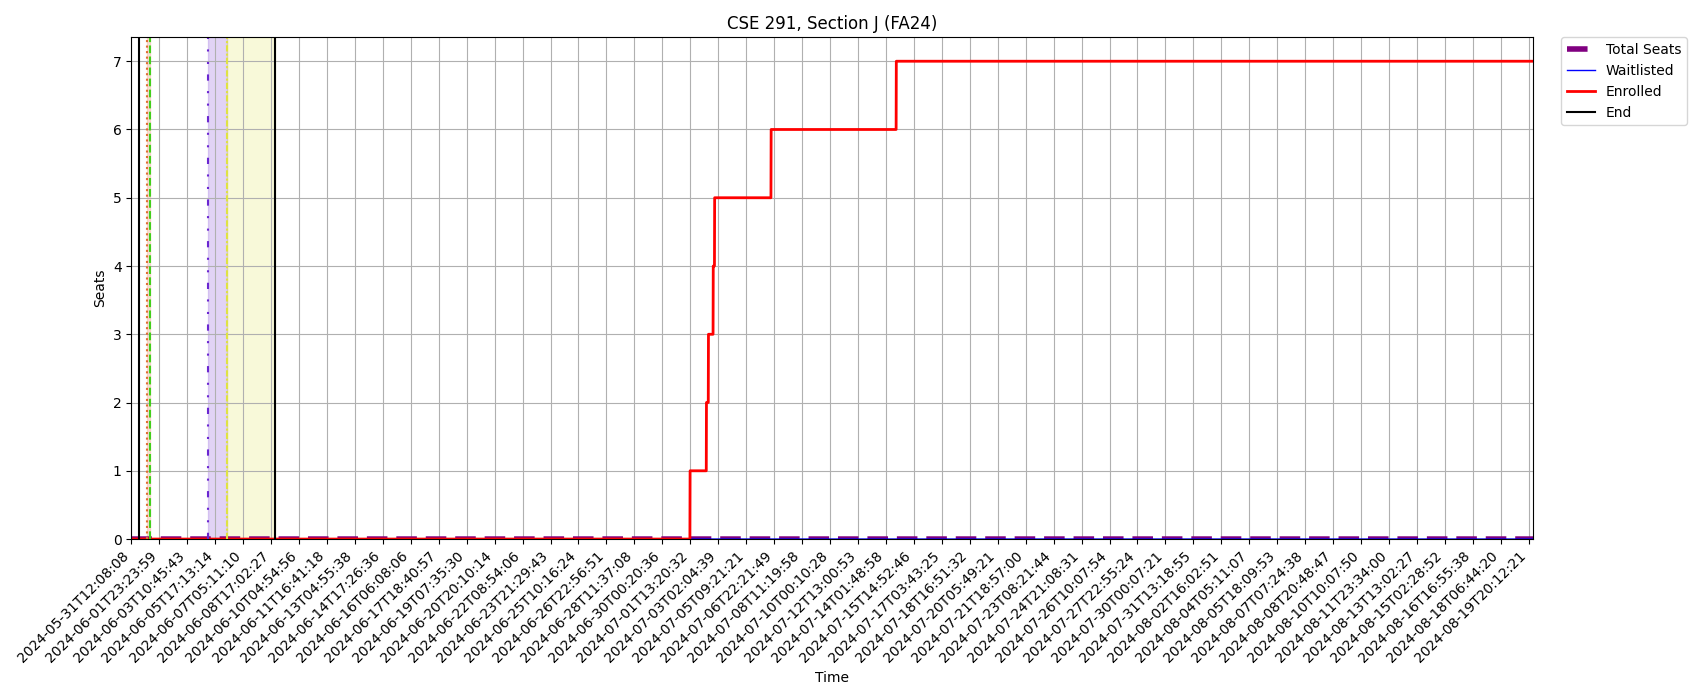 CSE 291, Section J (FA24)
7
6
5
4
3
2
1
0
Seats
Total Seats
Waitlisted
Enrolled
End
2024-05-31T12:08:08
2024-06-01T23:23:59
2024-06-03T10:45:43
2024-06-05T17:13:14
2024-06-07T05:11:10
2024-06-08T17:02:27
2024-06-10T04:54:56
2024-06-11T16:41:18
2024-06-13T04:55:38
2024-06-14T17:26:36
2024-06-16T06:08:06
2024-06-17T18:40:57
2024-06-19T07:35:30
2024-06-20T20:10:14
2024-06-22T08:54:06
2024-06-23T21:29:43
2024-06-25T10:16:24
2024-06-26T22:56:51
2024-06-28T11:37:08
2024-06-30T00:20:36
2024-07-01T13:20:32
2024-07-03T02:04:39
2024-07-05T09:21:21
2024-07-06T22:21:49
2024-07-08T11:19:58
2024-07-10T00:10:28
2024-07-12T13:00:53
2024-07-14T01:48:58
2024-07-15T14:52:46
2024-07-17T03:43:25
2024-07-18T16:51:32
2024-07-20T05:49:21
2024-07-21T18:57:00
2024-07-23T08:21:44
2024-07-24T21:08:31
2024-07-26T10:07:54
2024-07-27T22:55:24
2024-07-30T00:07:21
2024-07-31T13:18:55
2024-08-02T16:02:51
2024-08-04T05:11:07
2024-08-05T18:09:53
2024-08-07T07:24:38
2024-08-08T20:48:47
2024-08-10T10:07:50
2024-08-11T23:34:00
2024-08-13T13:02:27
2024-08-15T02:28:52
2024-08-16T16:55:38
2024-08-18T06:44:20
2024-08-19T20:12:21
Time